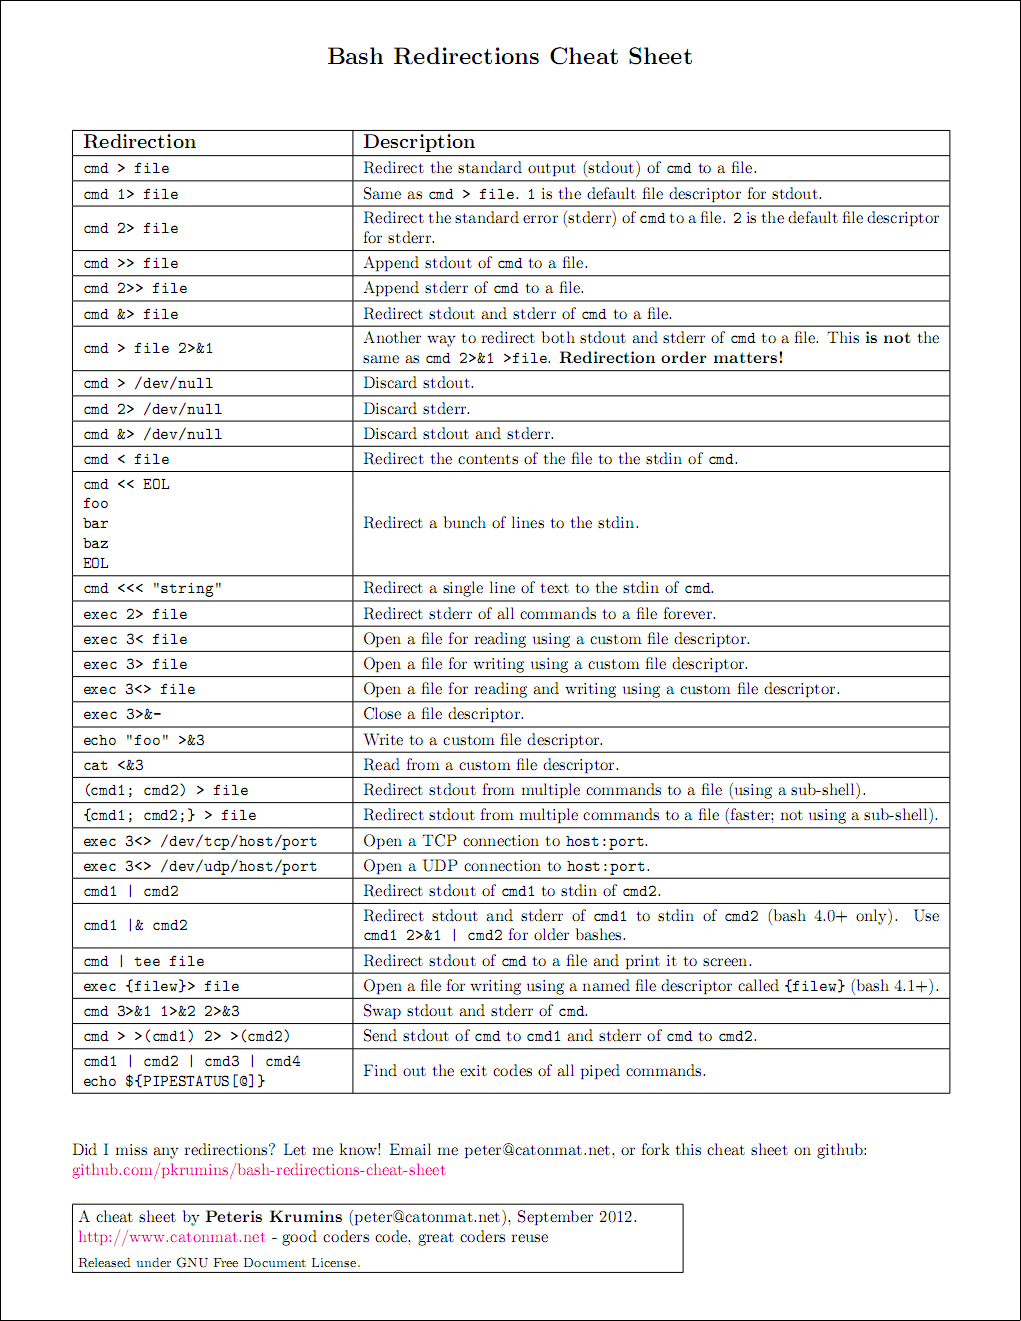 Bash Redirections Cheat Sheet
Redirection Description
cmd > file Redirect the standard output (stdout) of cmd to a file.
cmd 1> file Same as cmd > file. 1 is the default file descriptor for stdout.
cmd 2> file Redirect the standard error (stderr) of cmd to a file. 2 is the default file descriptor
for stderr.
cmd >> file Append stdout of cmd to a file.
cmd 2>> file Append stderr of cmd to a file.
cmd &> file Redirect stdout and stderr of cmd to a file.
cmd > file 2>&1 Another way to redirect both stdout and stderr of cmd to a file. This is not the
same as cmd 2>&1 >file. Redirection order matters!
cmd > /dev/null Discard stdout.
cmd 2> /dev/null Discard stderr.
cmd &> /dev/null Discard stdout and stderr.
cmd < file Redirect the contents of the file to the stdin of cmd.
cmd << EOL
foo
bar Redirect a bunch of lines to the stdin.
baz
EOL
cmd <<< "string" Redirect a single line of text to the stdin of cmd.
exec 2> file Redirect stderr of all commands to a file forever.
exec 3< file Open a file for reading using a custom file descriptor.
exec 3> file Open a file for writing using a custom file descriptor.
exec 3<> file Open a file for reading and writing using a custom file descriptor.
exec 3>&- Close a file descriptor.
echo "foo" >&3 Write to a custom file descriptor.
cat <&3 Read from a custom file descriptor.
(cmd1; cmd2) > file Redirect stdout from multiple commands to a file (using a sub-shell).
{cmd1; cmd2;} > file Redirect stdout from multiple commands to a file (faster; not using a sub-shell).
exec 3<> /dev/tcp/host/port Open a TCP connection to host:port.
exec 3<> /dev/udp/host/port Open a UDP connection to host:port.
cmd1 | cmd2 Redirect stdout of cmd1 to stdin of cmd2.
cmd1 |& cmd2 Redirect stdout and stderr of cmd1 to stdin of cmd2 (bash 4.0+ only). Use
cmd1 2>&1 | cmd2 for older bashes.
cmd | tee file Redirect stdout of cmd to a file and print it to screen.
exec {filew}> file Open a file for writing using a named file descriptor called {filew} (bash 4.1+).
cmd 3>&1 1>&2 2>&3 Swap stdout and stderr of cmd.
cmd > >(cmd1) 2> >(cmd2) Send stdout of cmd to cmd1 and stderr of cmd to cmd2.
cmd1 | cmd2 | cmd3 | cmd4
echo ${PIPESTATUS[@]} Find out the exit codes of all piped commands.
Did I miss any redirections? Let me know! Email me peter@catonmat.net, or fork this cheat sheet on github:
github.com/pkrumins/bash-redirections-cheat-sheet
A cheat sheet by Peteris Krumins (peter@catonmat.net), September 2012.
http://www.catonmat.net - good coders code, great coders reuse
Released under GNU Free Document License.